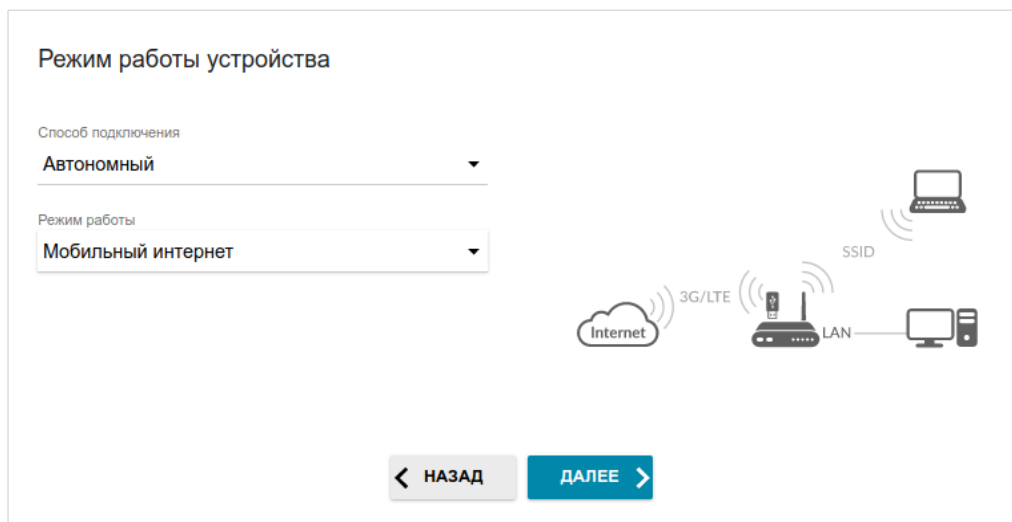 Режим работы устройства
Способ подключения
Автономный
Режим работы
Мобильный интернет
SSID
3G/LTE
Internet
LAN
НАЗАД
ДАЛЕЕ